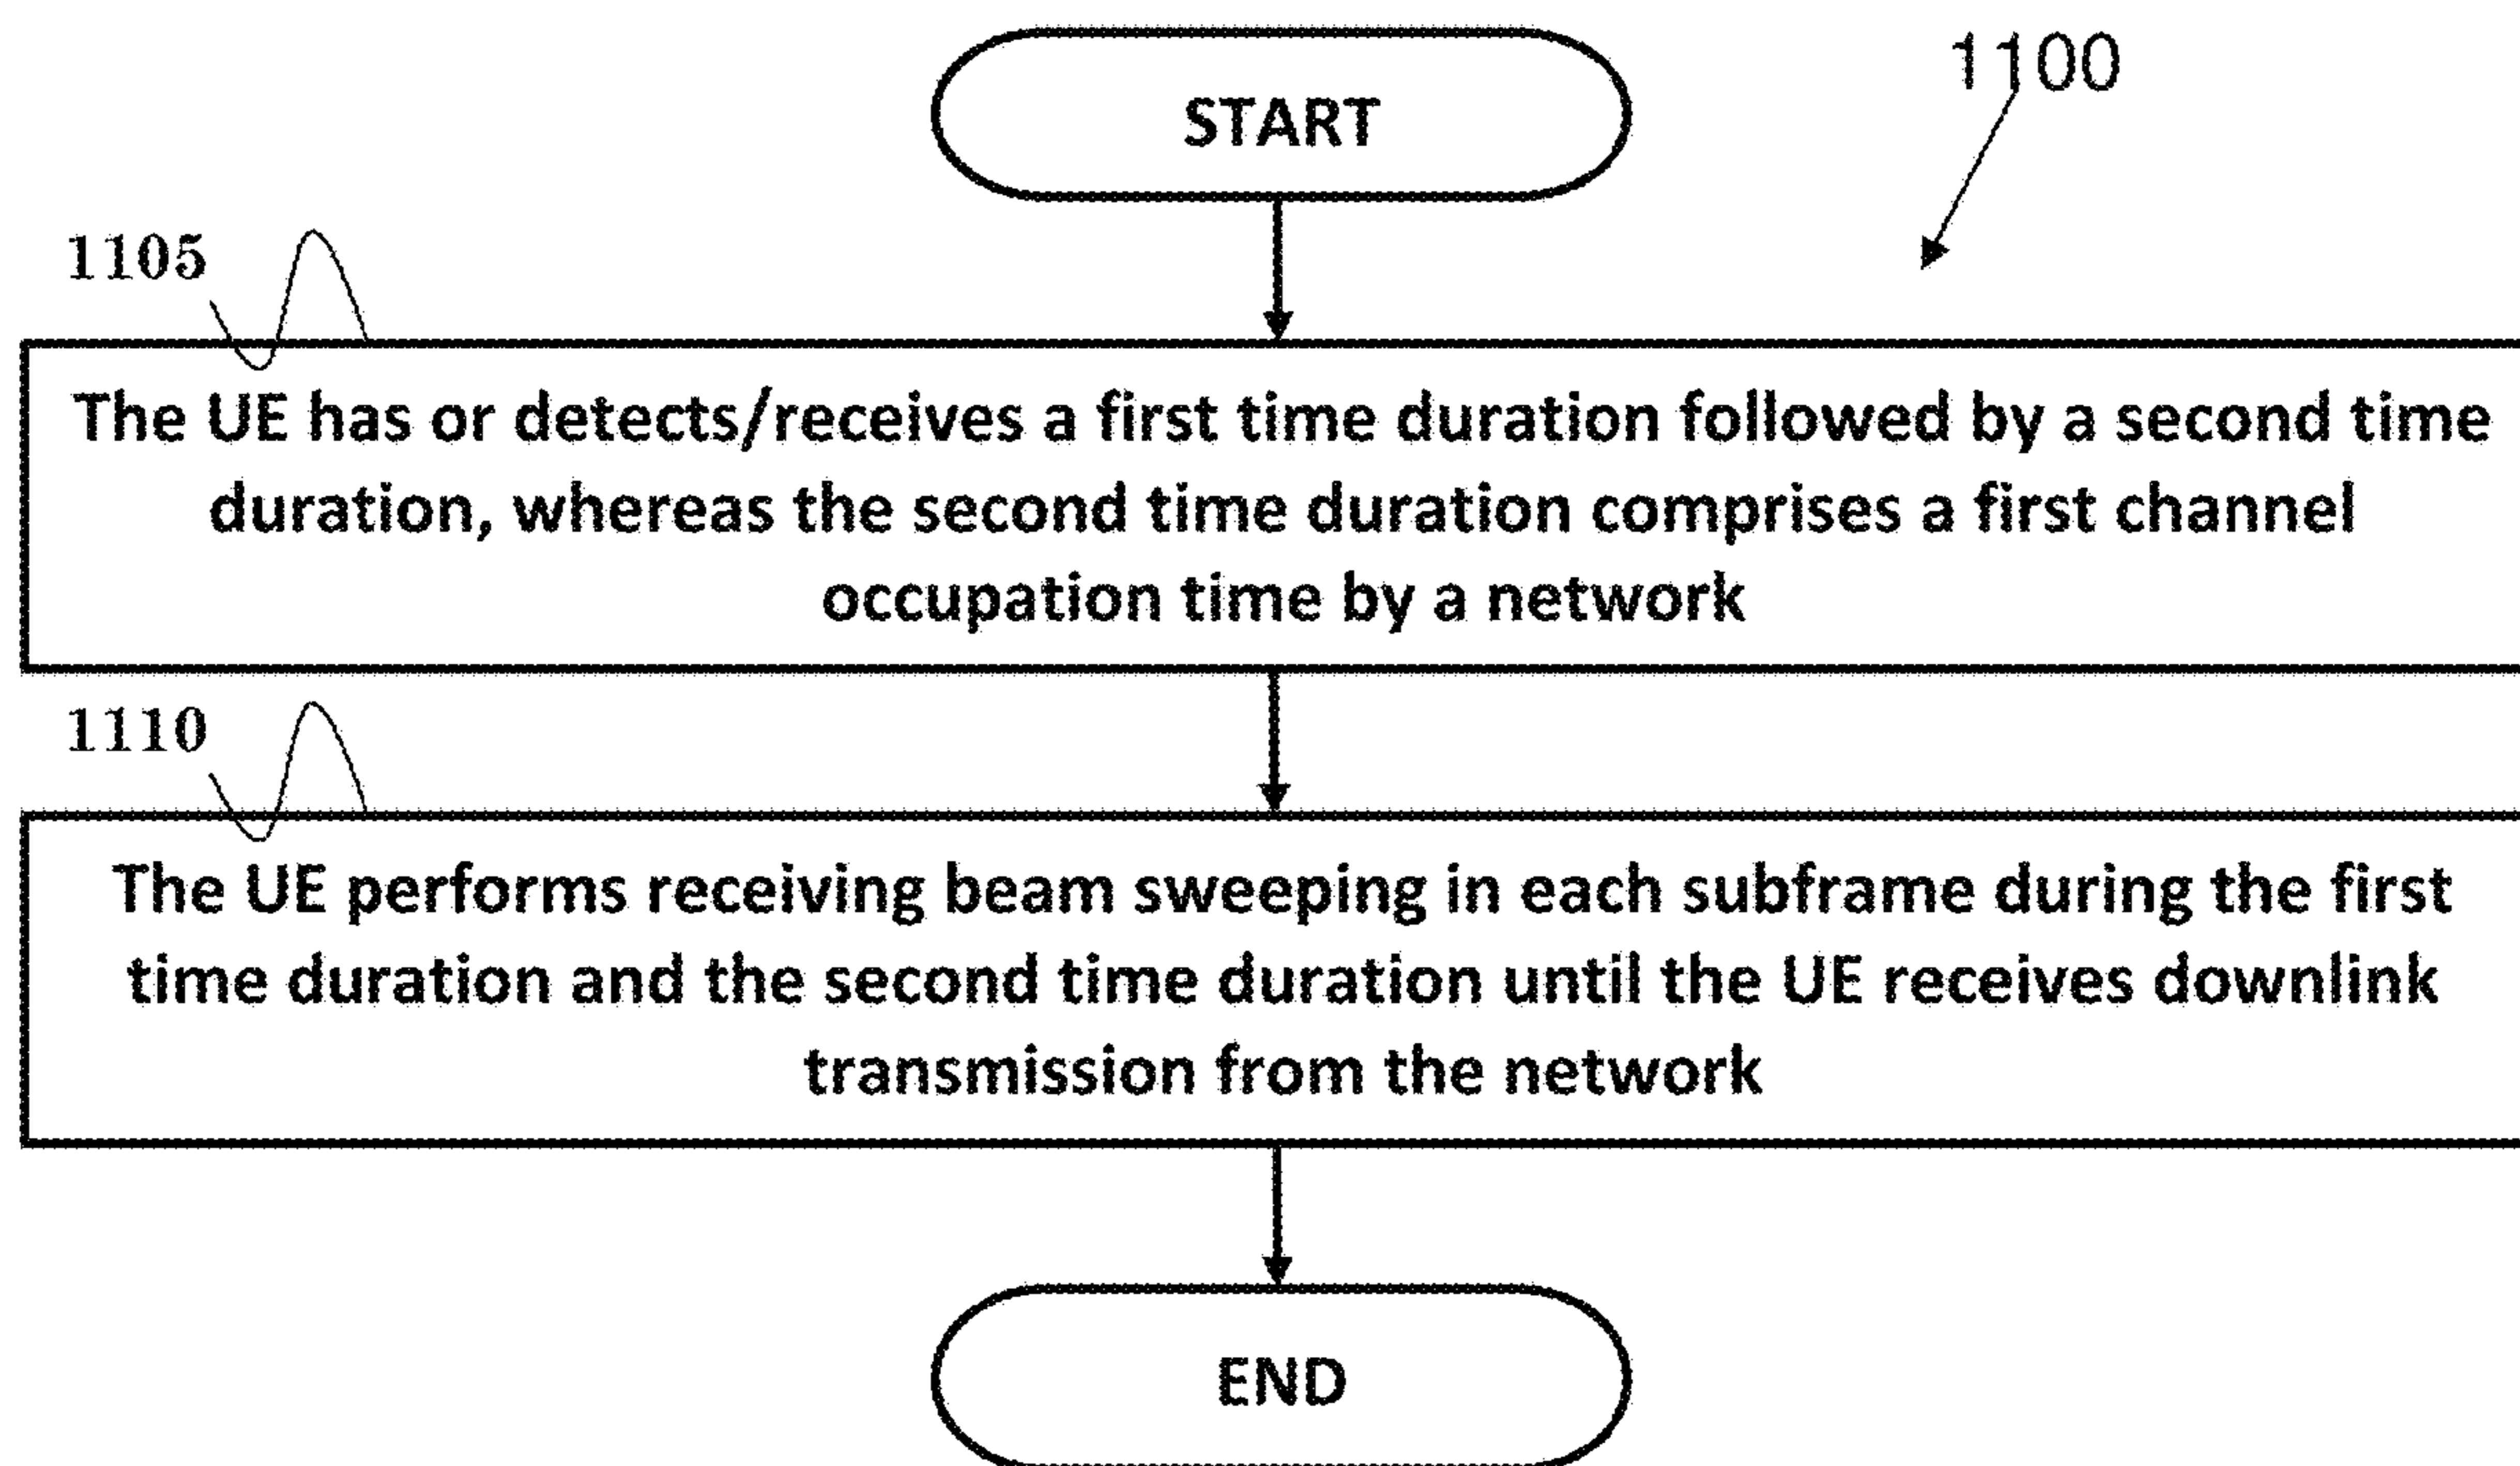 START
1100
1105
The UE has or detects/receives a first time duration followed by a second time
duration, whereas the second time duration comprises a first channel
occupation time by a network
1110
The UE performs receiving beam sweeping in each subframe during the first
time duration and the second time duration until the UE receives downlink
transmission from the network
END